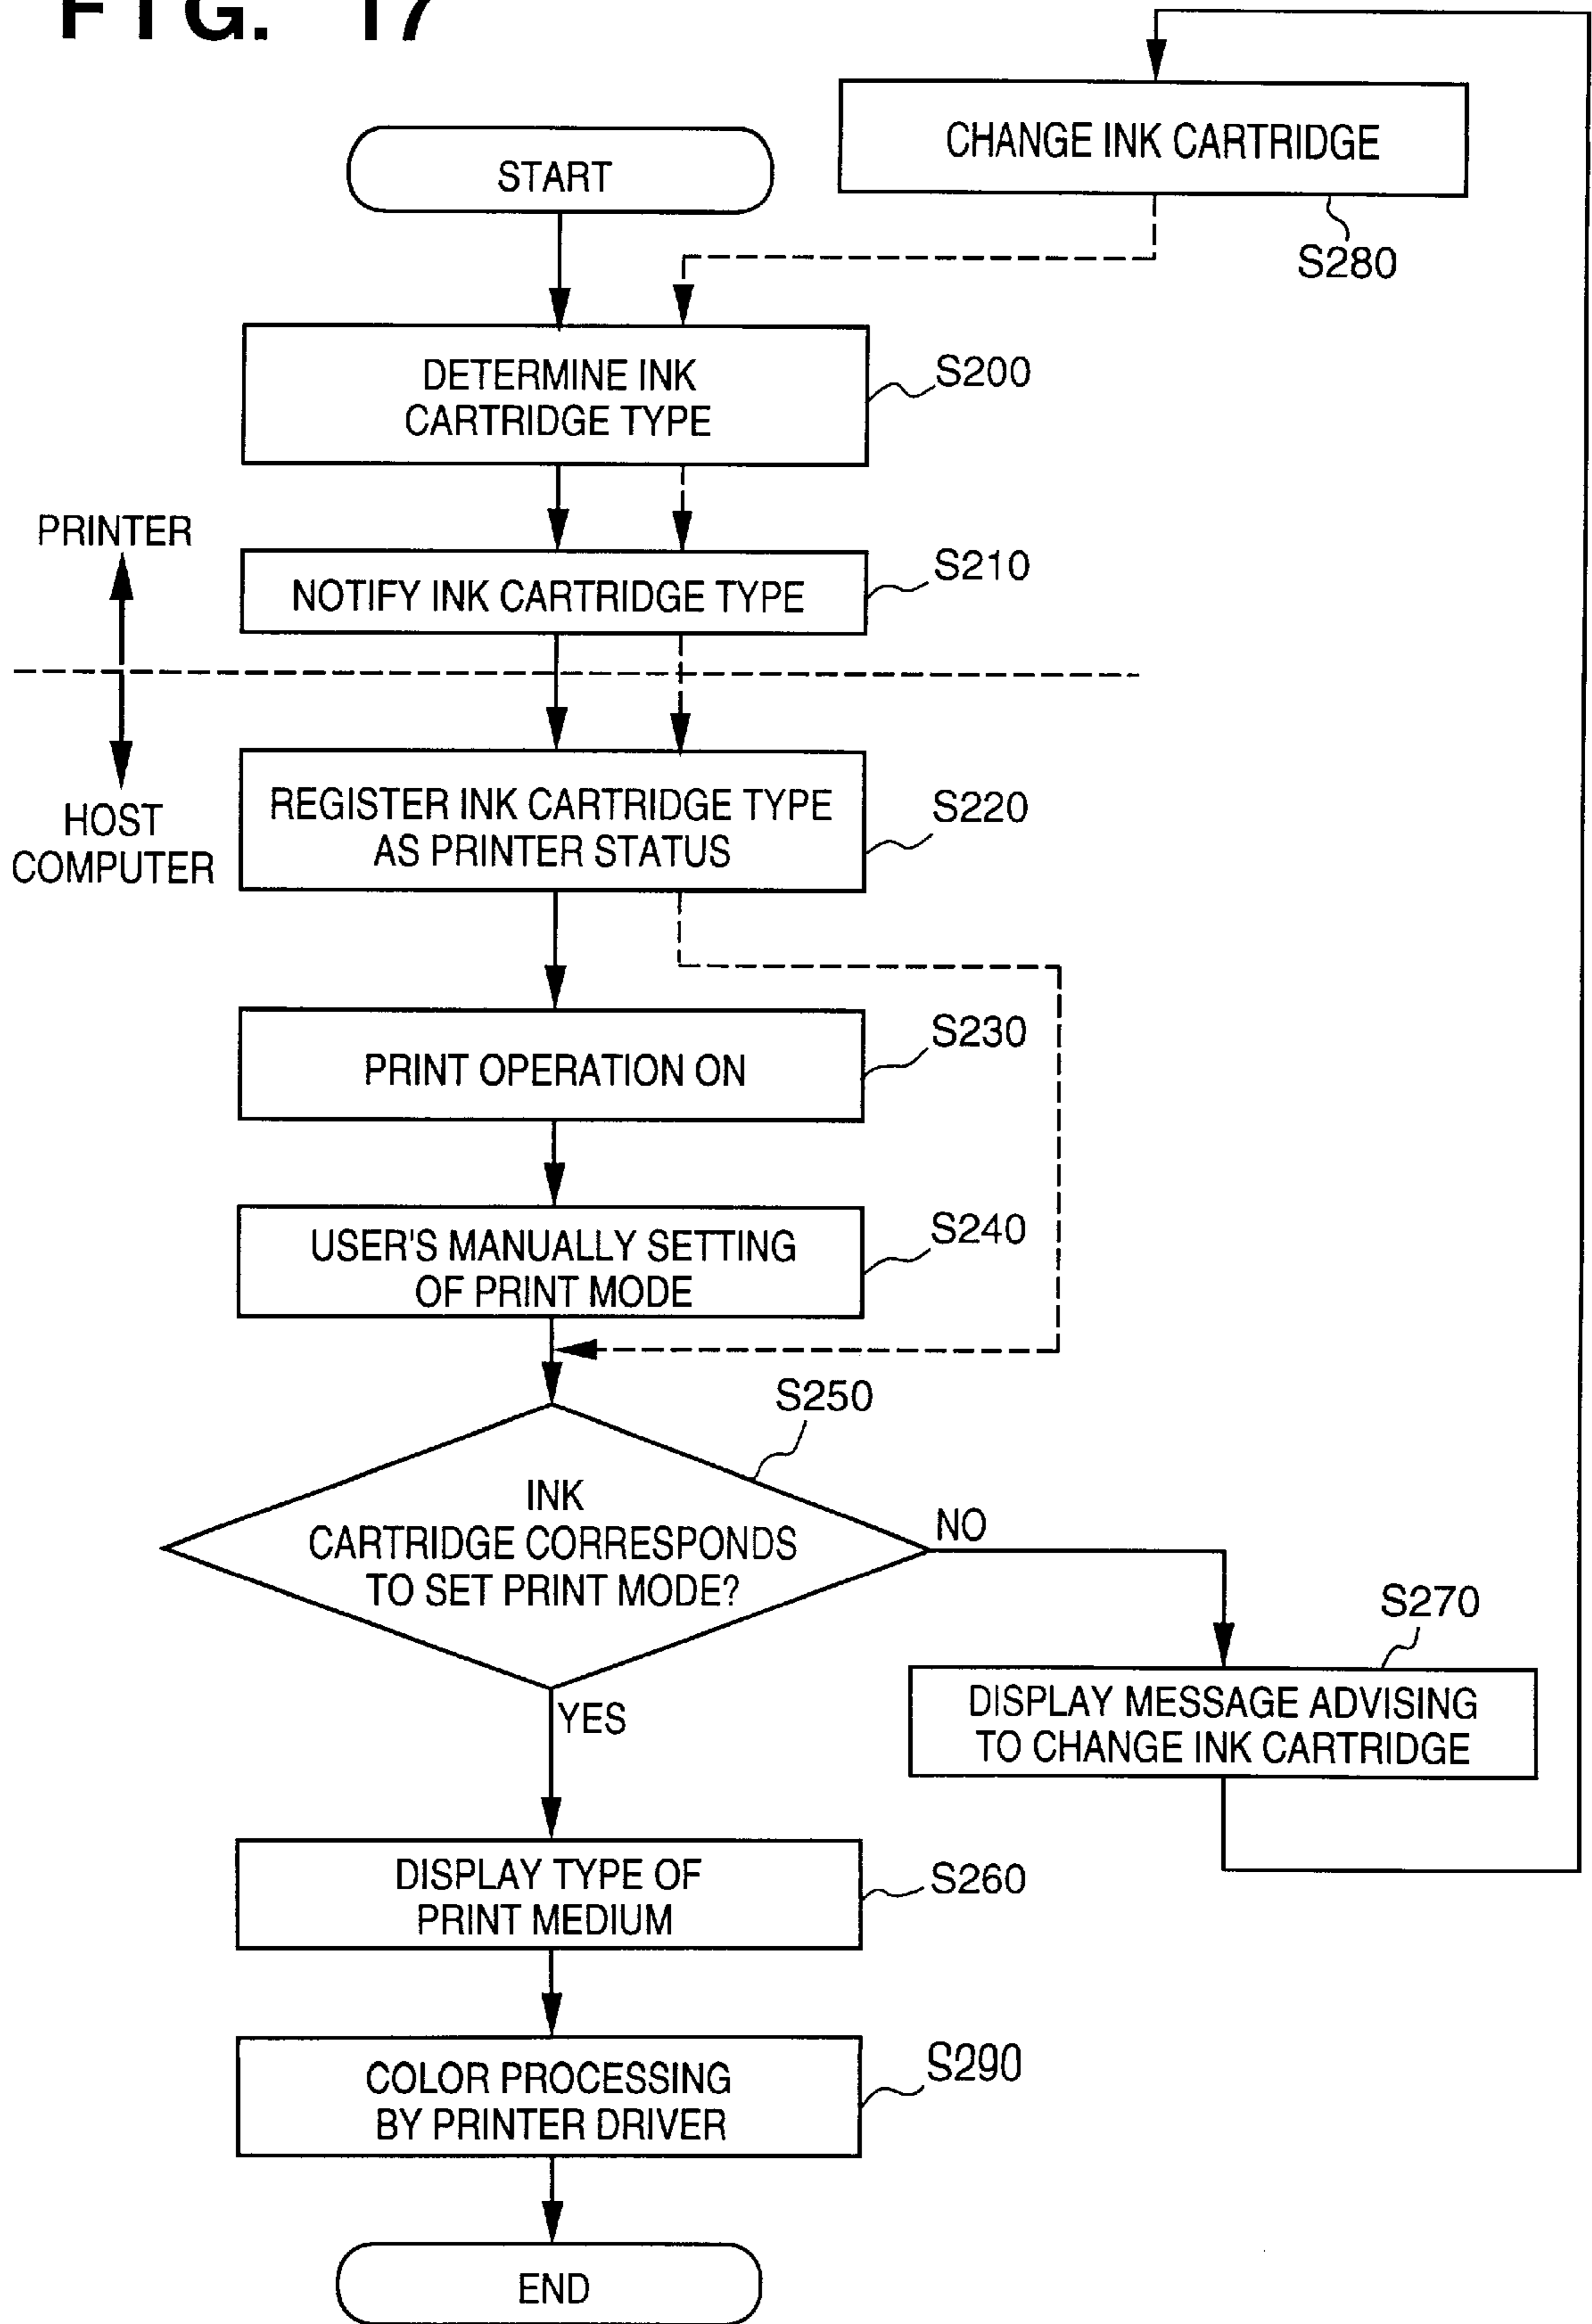 FIG. 17
CHANGE INK CARTRIDGE
S280
START
DETERMINE INK
CARTRIDGE TYPE
S200
PRINTER
NOTIFY INK CARTRIDGE TYPE
S210
HOST
COMPUTER
REGISTER INK CARTRIDGE TYPE
AS PRINTER STATUS
S220
PRINT OPERATION ON
S230
USER'S MANUALLY SETTING
OF PRINT MODE
S240
S250
INK
CARTRIDGE CORRESPONDS
TO SET PRINT MODE?
NO
YES
S270
DISPLAY MESSAGE ADVISING
TO CHANGE INK CARTRIDGE
DISPLAY TYPE OF
PRINT MEDIUM
S260
COLOR PROCESSING
BY PRINTER DRIVER
S290
END